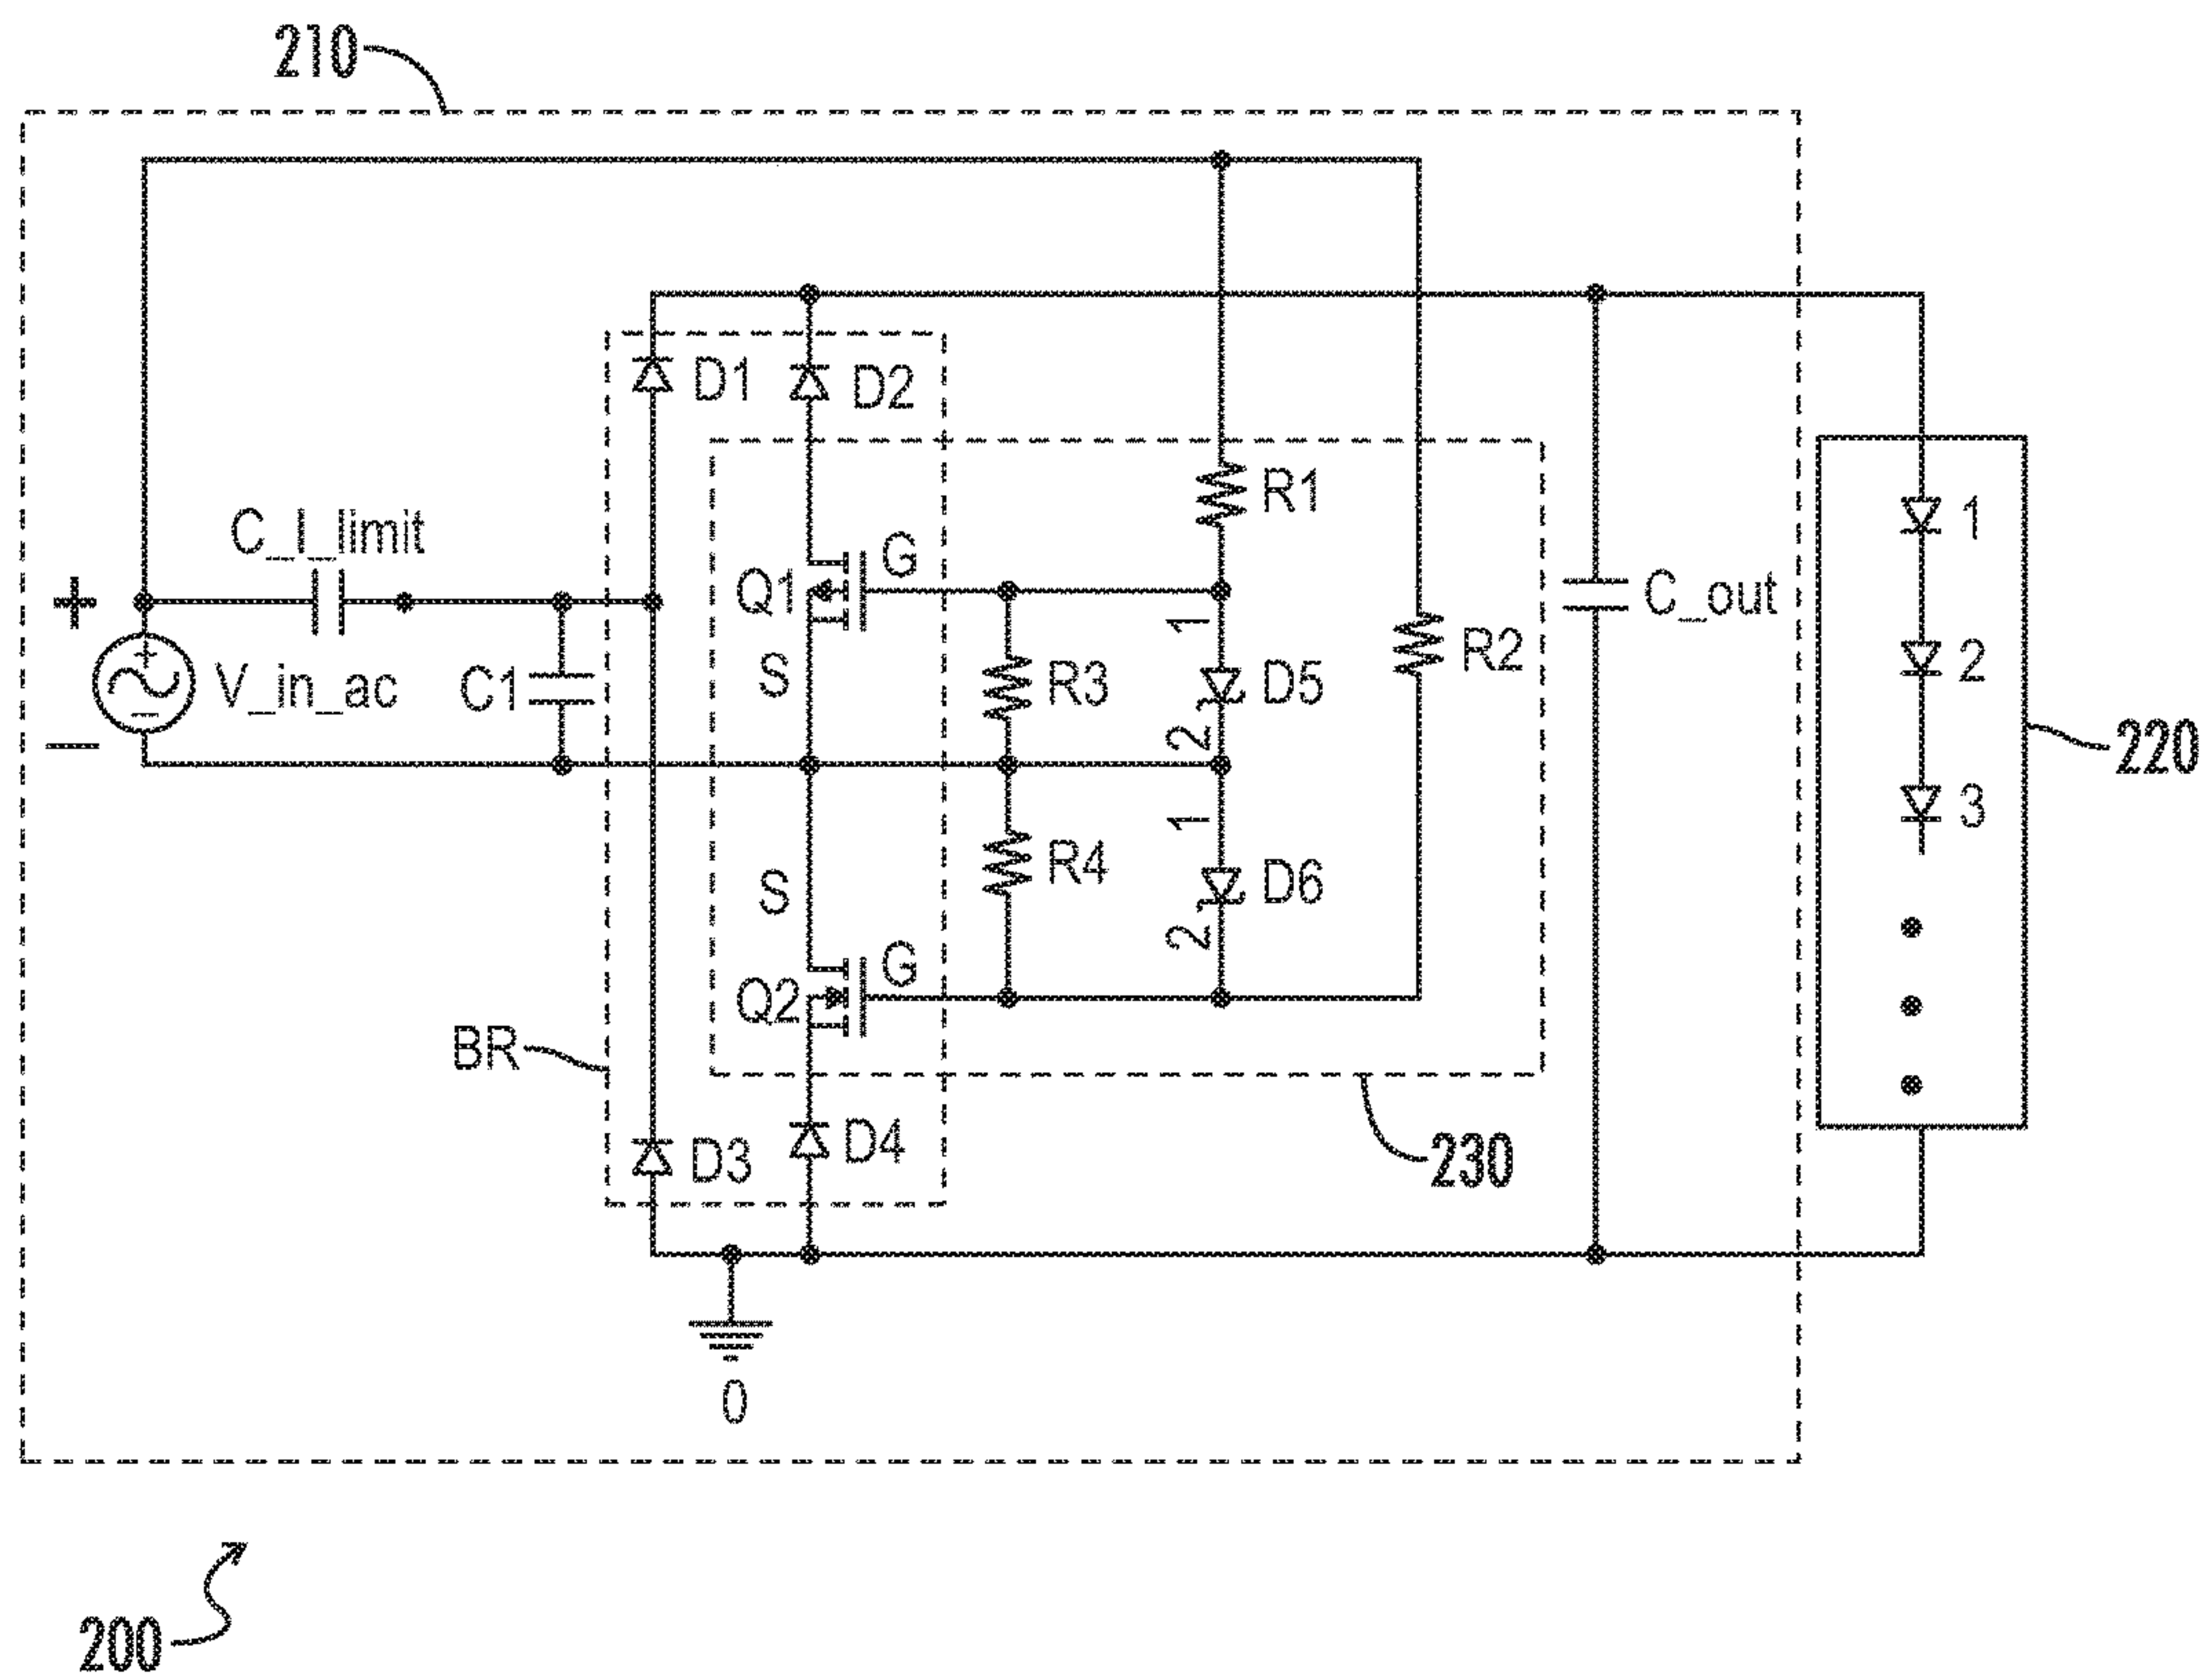 210
D1
D2
C_I_limit
G
R1
1
+
Q1
1
C_out
R2
+
V_in_ac
C1
S
R3
D5
2
−
−
2
220
1
3
S
R4
D6
2
G
Q2
BR
D3
D4
230
0
200